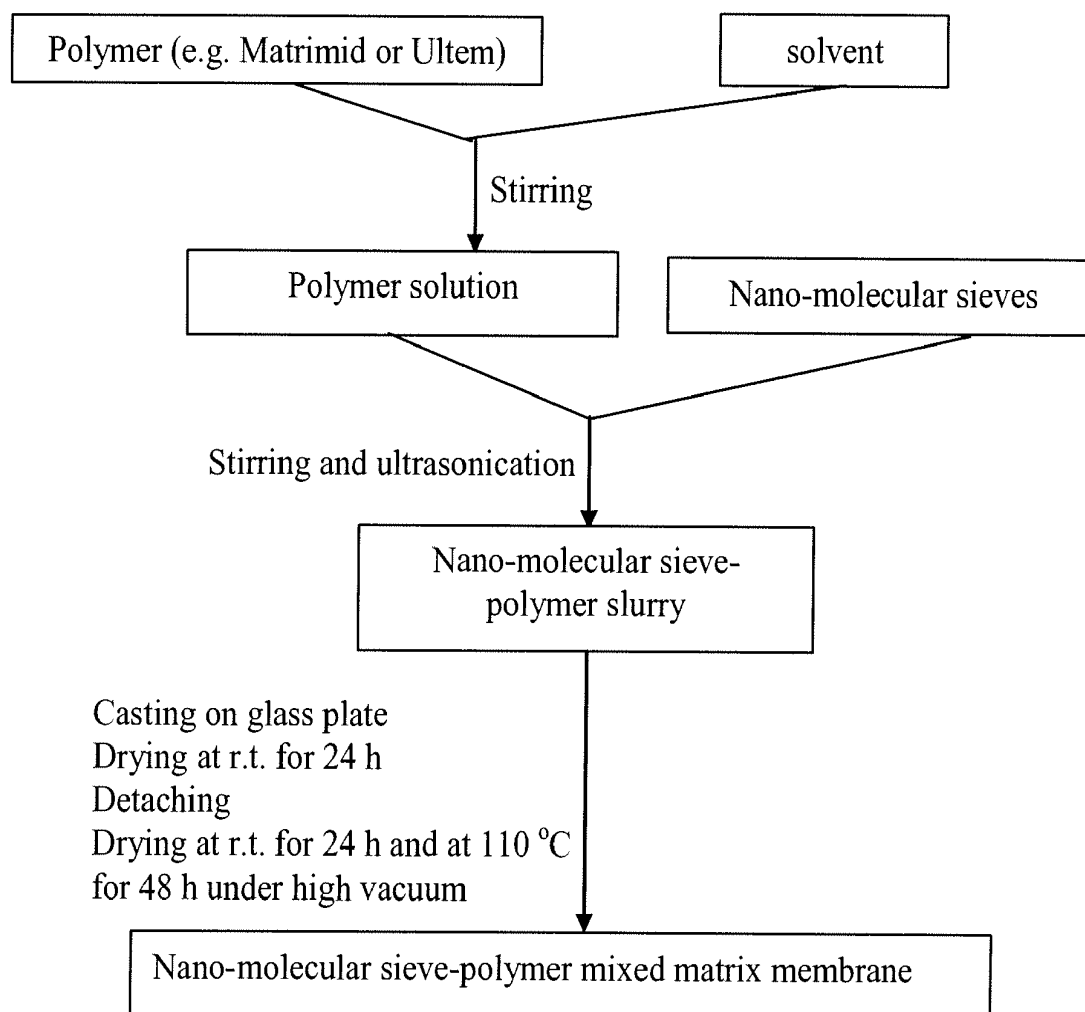 Polymer (e.g. Matrimid or Ultem)
solvent
Stirring
Polymer solution
Nano-molecular sieves
Stirring and ultrasonication
Nano-molecular sieve-
polymer slurry
Casting on glass plate
Drying at r.t. for 24 h
Detaching
Drying at r.t. for 24 h and at 110 °C
for 48 h under high vacuum
Nano-molecular sieve-polymer mixed matrix membrane